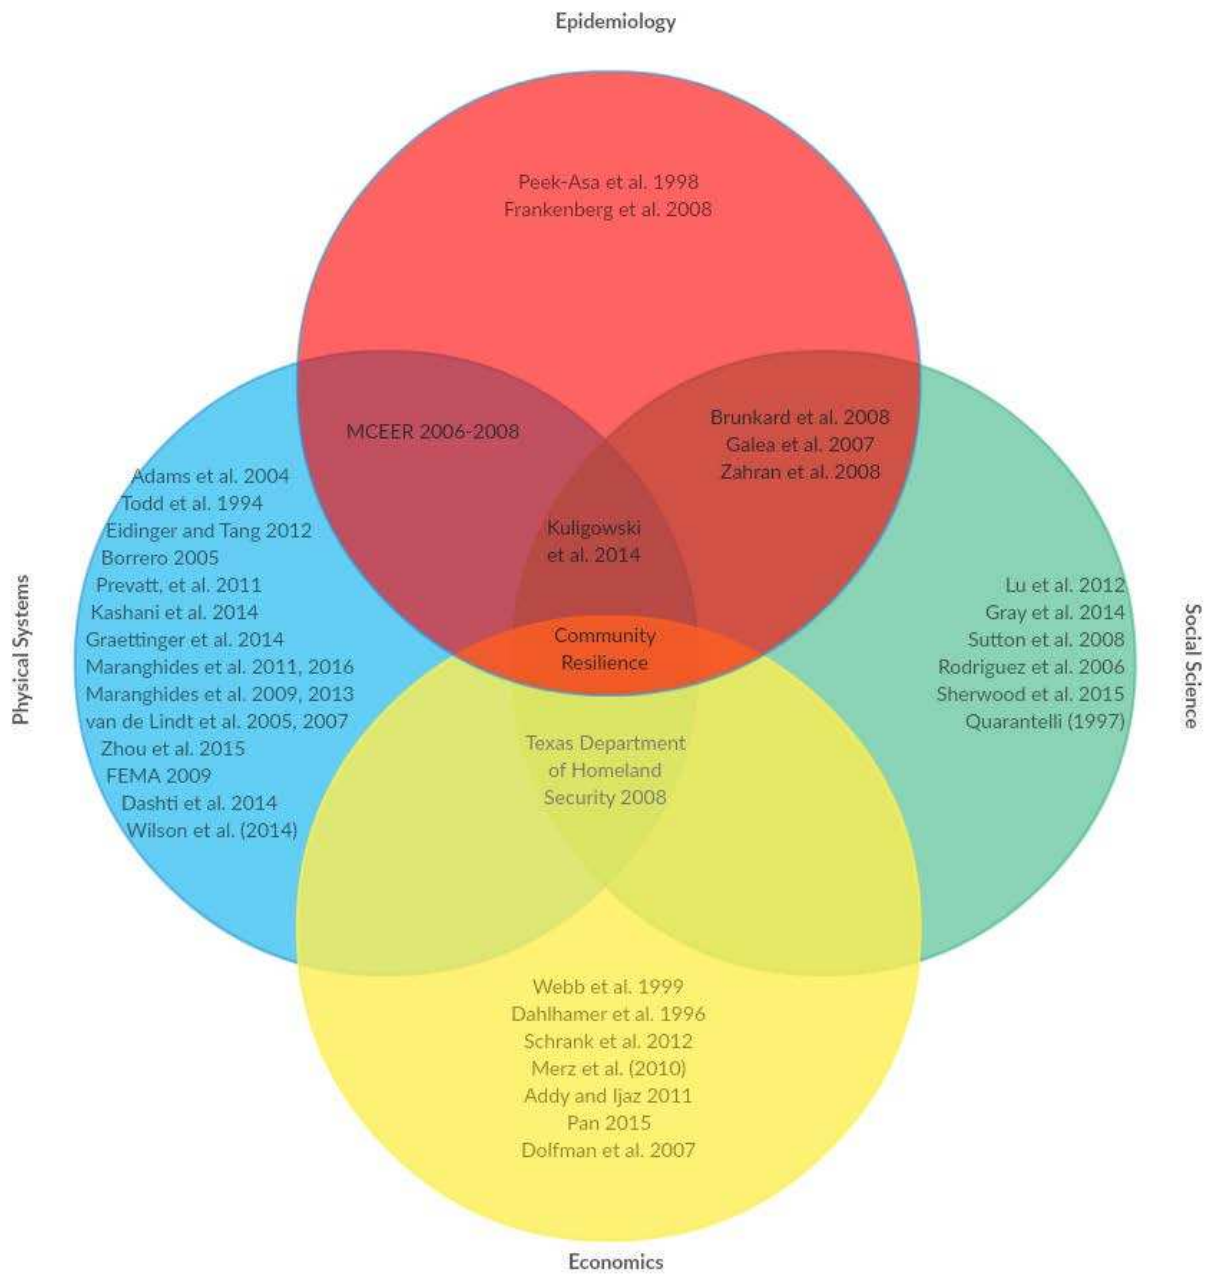 Epidemiology
Peek-Asa et al. 1998
Frankenberg et al. 2008
MCEER 2006-2008
Brunkard et al. 2008
Galea et al. 2007
Zahran et al. 2008
Adams et al. 2004
Todd et al. 1994
Eidinger and Tang 2012
Borrero 2005
Prevatt, et al. 2011
Kashani et al. 2014
Graettinger et al. 2014
Maranghides et al. 2011, 2016
Maranghides et al. 2009, 2013
van de Lindt et al. 2005, 2007
Zhou et al. 2015
FEMA 2009
Dashti et al. 2014
Wilson et al. (2014)
Physical Systems
Kuligowski
et al. 2014
Community
Resilience
Texas Department
of Homeland
Security 2008
Lu et al. 2012
Gray et al. 2014
Sutton et al. 2008
Rodriguez et al. 2006
Sherwood et al. 2015
Quarantelli (1997)
Social Science
Webb et al. 1999
Dahlhamer et al. 1996
Schrank et al. 2012
Merz et al. (2010)
Addy and Ijaz 2011
Pan 2015
Dolfman et al. 2007
Economics